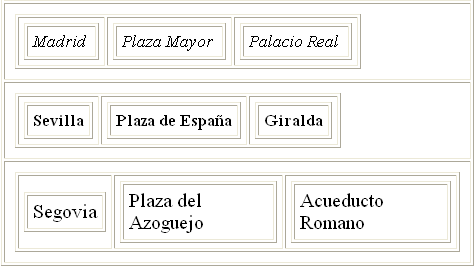 Madrid Plaza Mayor Palacio Real
Sevilla Plaza de España Giralda
Segovia Plaza del Azoguejo Acueducto Romano